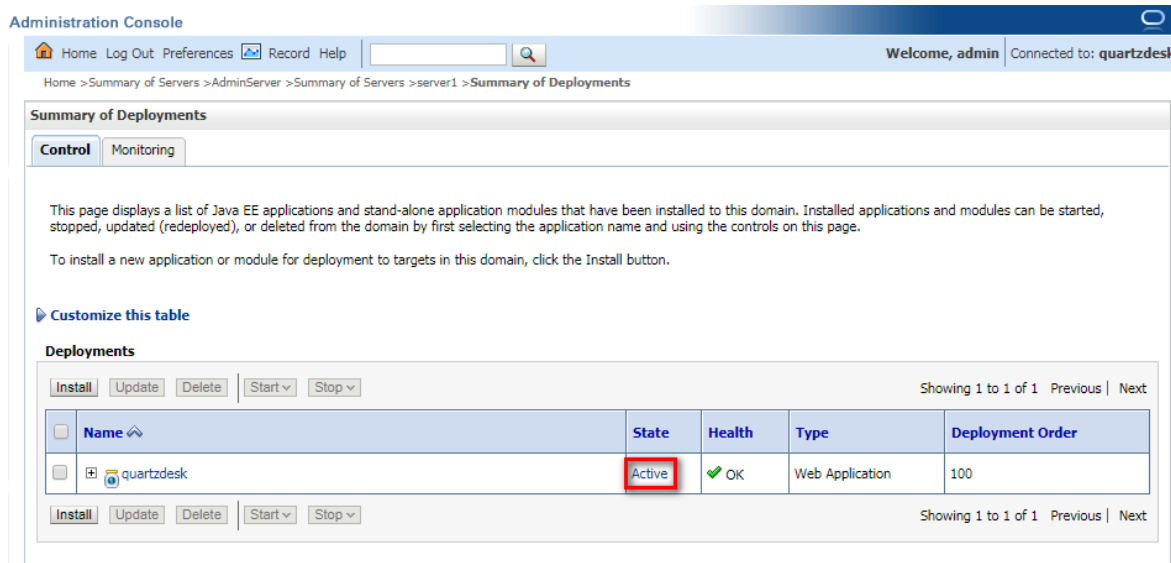 Administration Console
Home Log Out Preferences Record Help Welcome, admin Connected to: quartzdesk
Home >Summary of Servers >AdminServer >Summary of Servers >server1 >Summary of Deployments
Summary of Deployments
Control Monitoring
This page displays a list of Java EE applications and stand-alone application modules that have been installed to this domain. Installed applications and modules can be started,
stopped, updated (redeployed), or deleted from the domain by first selecting the application name and using the controls on this page.
To install a new application or module for deployment to targets in this domain, click the Install button.
Customize this table
Deployments
Install Update Delete Start Stop Showing 1 to 1 of 1 Previous | Next
Name State Health Type Deployment Order
quartzdesk Active OK Web Application 100
Install Update Delete Start Stop Showing 1 to 1 of 1 Previous | Next